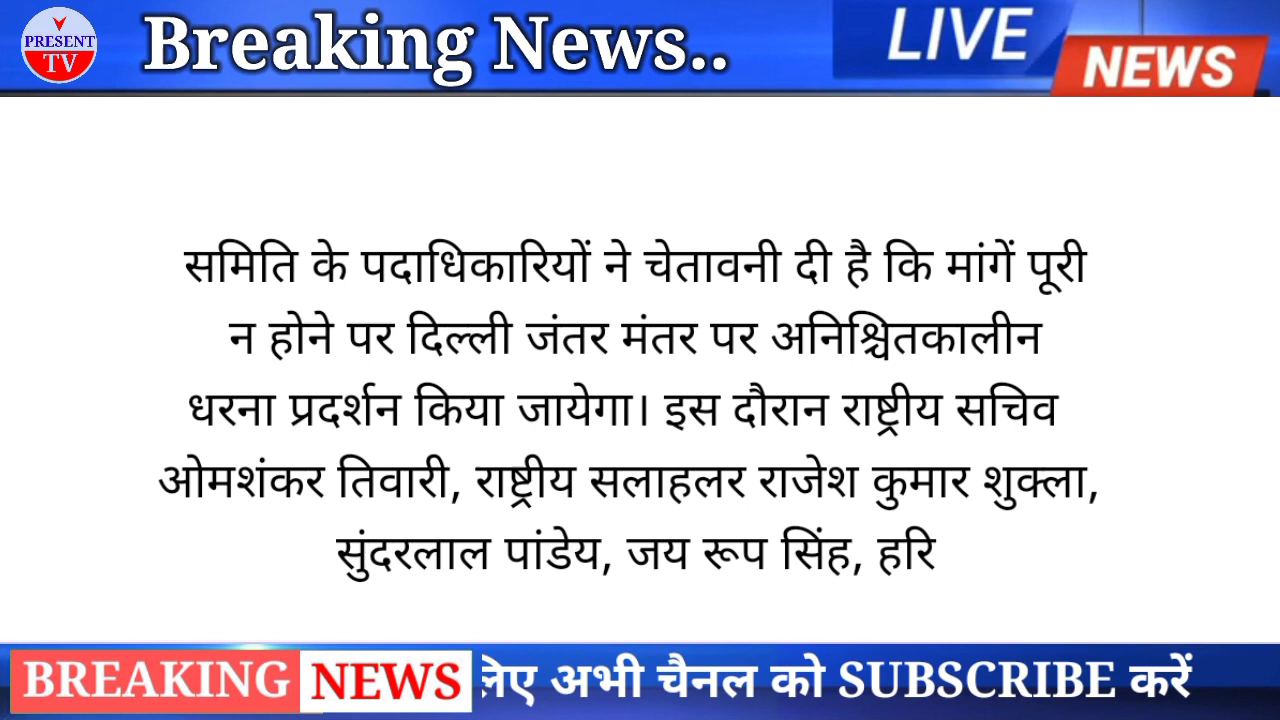 PRESENT
TV
Breaking News..
LIVE
NEWS
समिति के पदाधिकारियों ने चेतावनी दी है कि मांगें पूरी
न होने पर दिल्ली जंतर मंतर पर अनिश्चितकालीन
धरना प्रदर्शन किया जायेगा। इस दौरान राष्ट्रीय सचिव
ओमशंकर तिवारी, राष्ट्रीय सलाहलर राजेश कुमार शुक्ला,
सुंदरलाल पांडेय, जय रूप सिंह, हरि
BREAKING NEWS
अभी चैनल को SUBSCRIBE करें